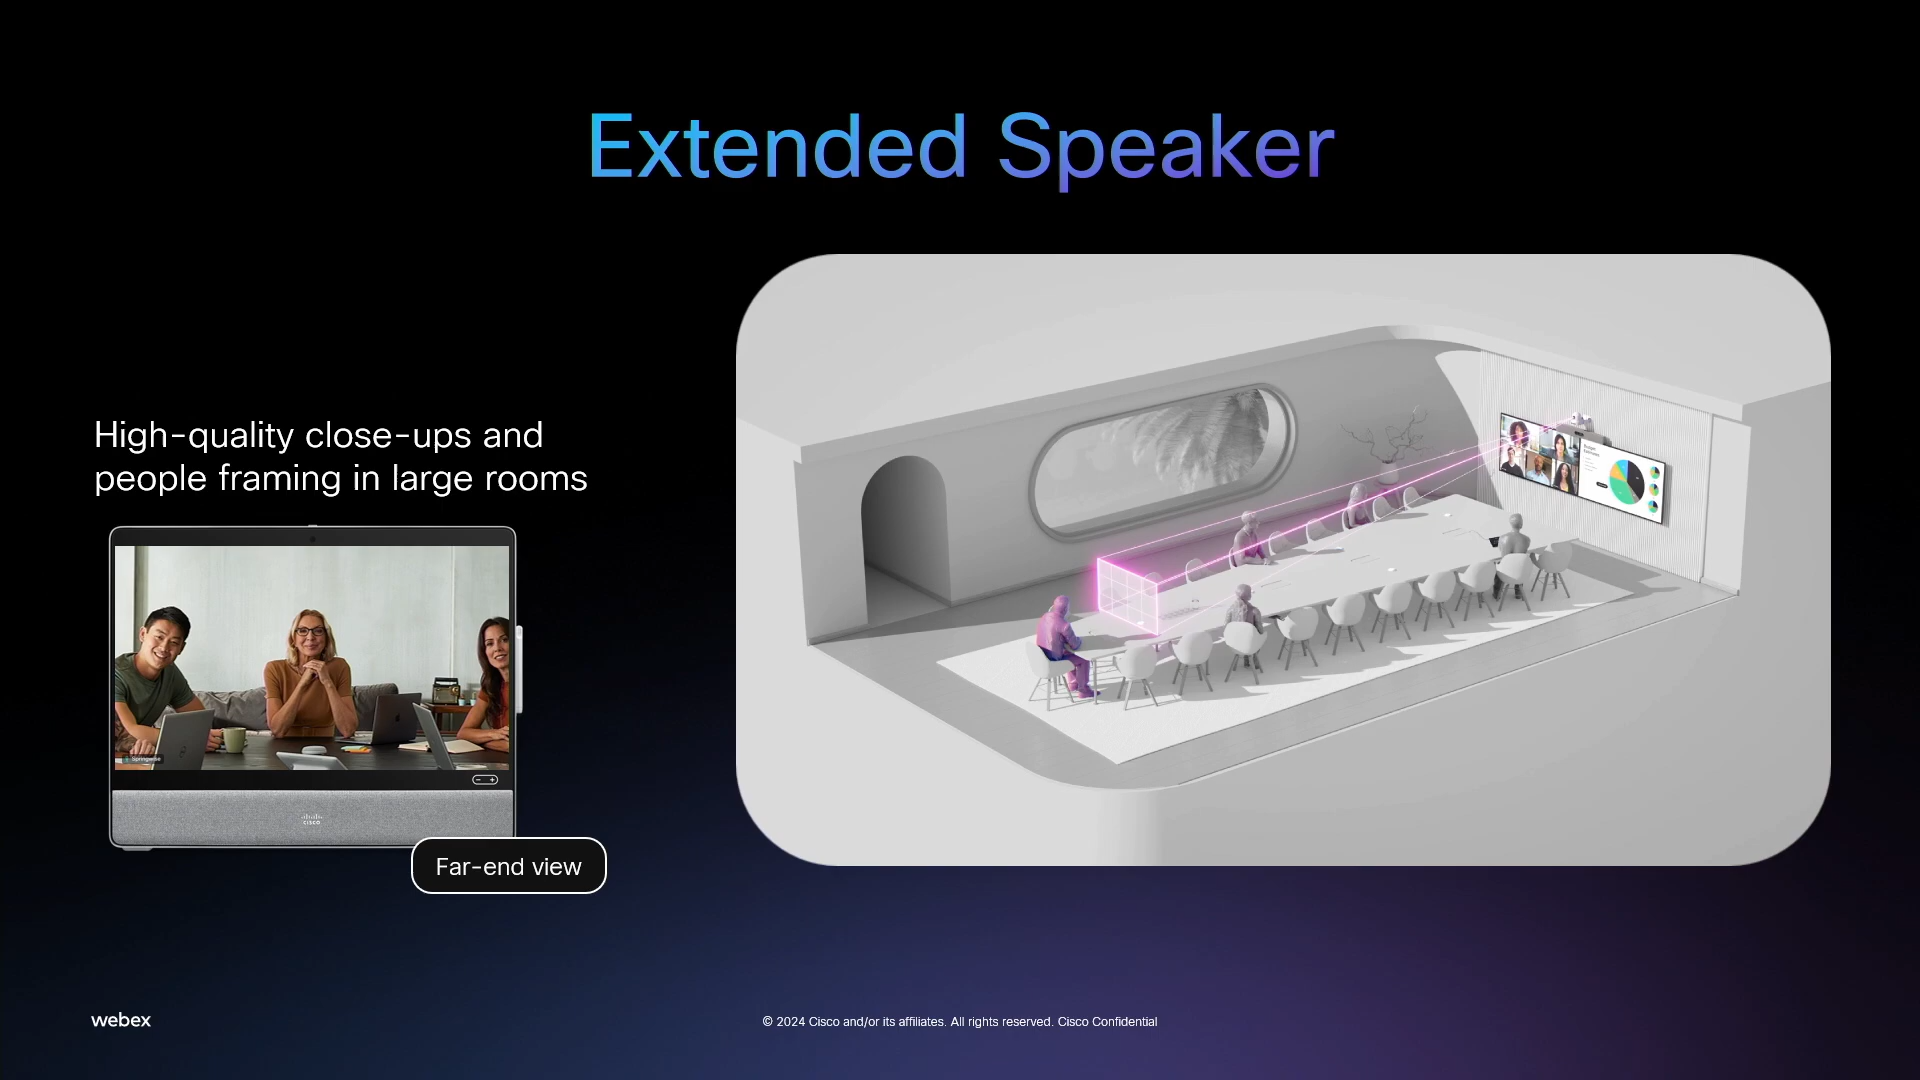 Extended Speaker
High-quality close-ups and
people framing in large rooms
CISCO
Far-end view
webex
© 2024 Cisco and/or its affiliates. All rights reserved. Cisco Confidential